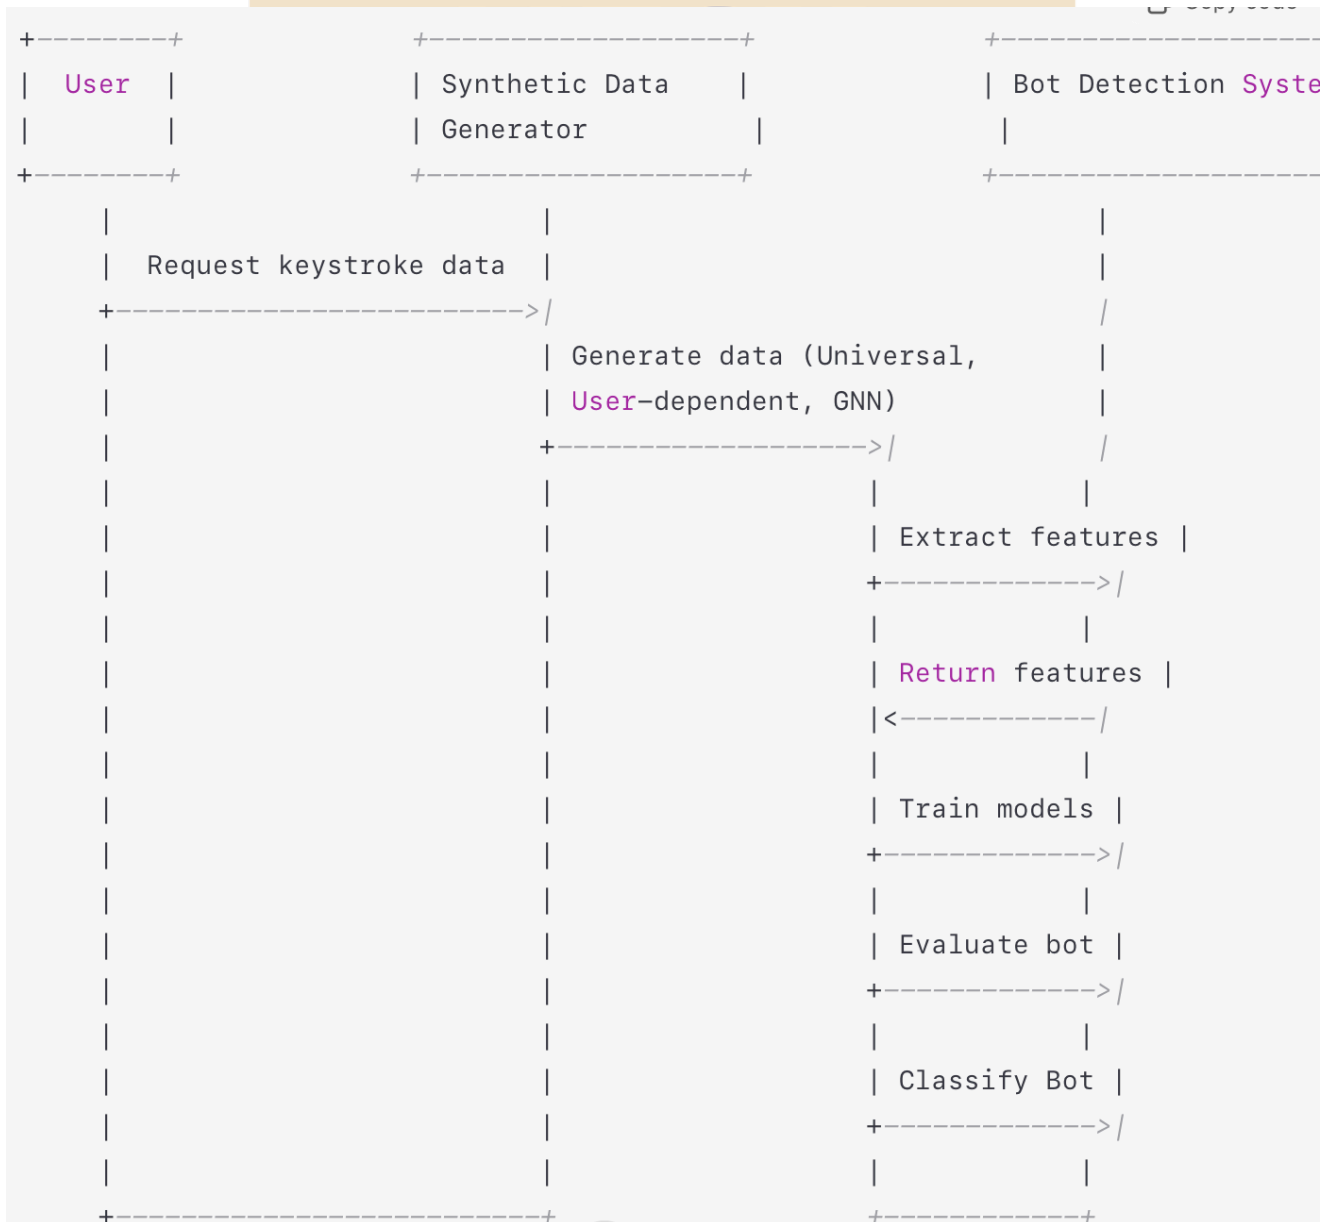 +---------+ +--------------------+ +--------------------
| User | | Synthetic Data | | Bot Detection Syste
| | | Generator | |
+---------+ +--------------------+ +--------------------
| | |
| Request keystroke data | |
+------------------------->| |
| | Generate data (Universal, |
| | User-dependent, GNN) |
| +------------------->| |
| | | |
| | | Extract features |
| | +------------->|
| | | |
| | | Return features |
| | |<------------|
| | | |
| | | Train models |
| | +------------->|
| | | |
| | | Evaluate bot |
| | +------------->|
| | | |
| | | Classify Bot |
| | +------------->|
| | | |
+--------------------------+ +------------+